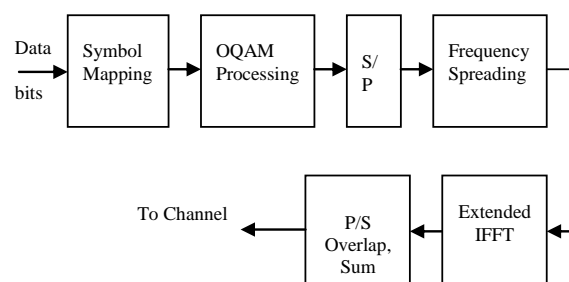 Data
bits
Symbol
Mapping
OQAM
Processing
S/
P
Frequency
Spreading
To Channel
P/S
Overlap,
Sum
Extended
IFFT